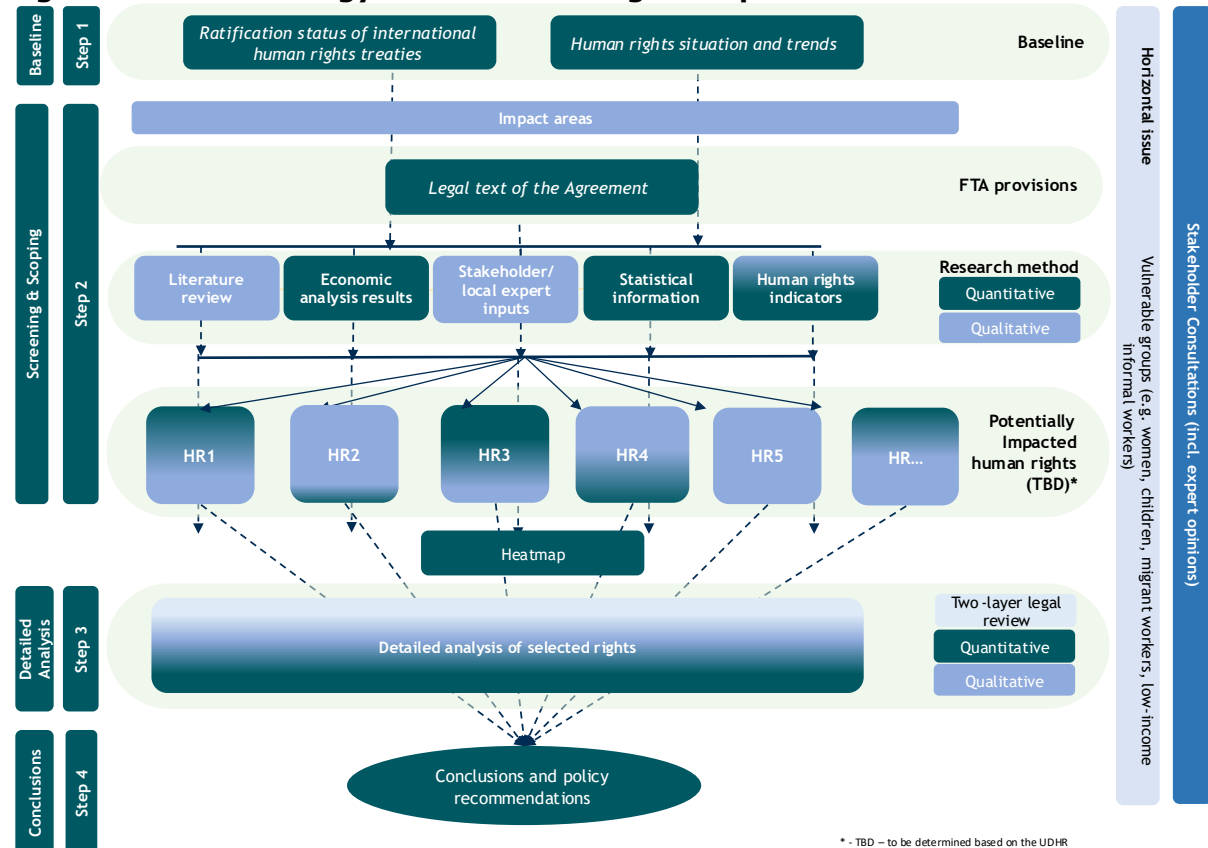 Baseline
Step 1
Ratification status of international
human rights treaties
Human rights situation and trends
Baseline
Screening & Scoping
Step 2
Impact areas
Legal text of the Agreement
FTA provisions
Literature
review
Economic
analysis results
Stakeholder/
local expert
inputs
Statistical
information
Human rights
indicators
Research method
Quantitative
Qualitative
HR1
HR2
HR3
HR4
HR5
HR...
Potentially
Impacted
human rights
(TBD)*
Heatmap
Detailed
Analysis
Step 3
Detailed analysis of selected rights
Two-layer legal
review
Quantitative
Qualitative
Conclusions
Step 4
Conclusions and policy
recommendations
* - TBD – to be determined based on the UDHR
Horizontal issue
Vulnerable groups (e.g. women, children, migrant workers, low-income
informal workers)
Stakeholder Consultations (incl. expert opinions)